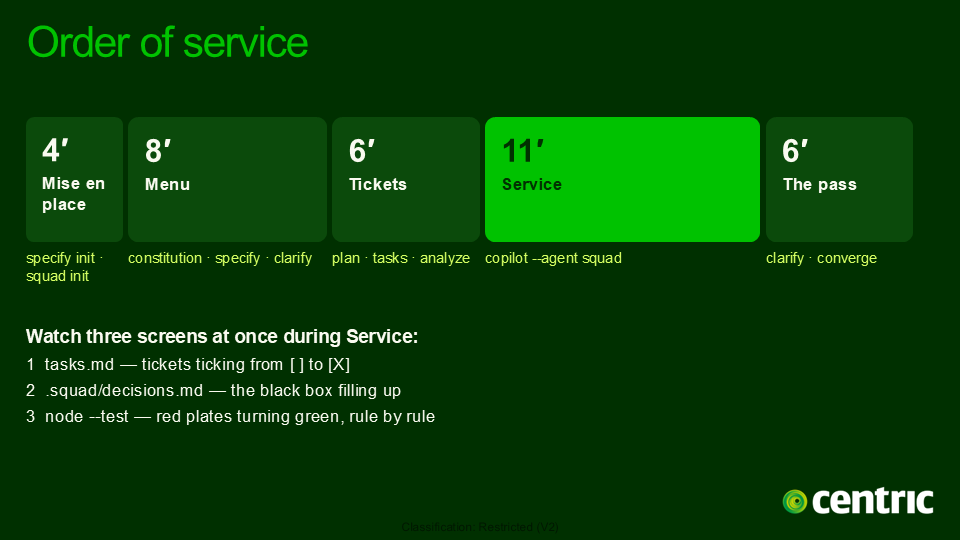 Order of service
4′
Mise en
place
8′
Menu
6′
Tickets
11′
Service
6′
The pass
specify init ·
squad init
constitution · specify · clarify
plan · tasks · analyze
copilot --agent squad
clarify · converge
Watch three screens at once during Service:
1 tasks.md — tickets ticking from [ ] to [X]
2 .squad/decisions.md — the black box filling up
3 node --test — red plates turning green, rule by rule
centric
Classification: Restricted (V2)